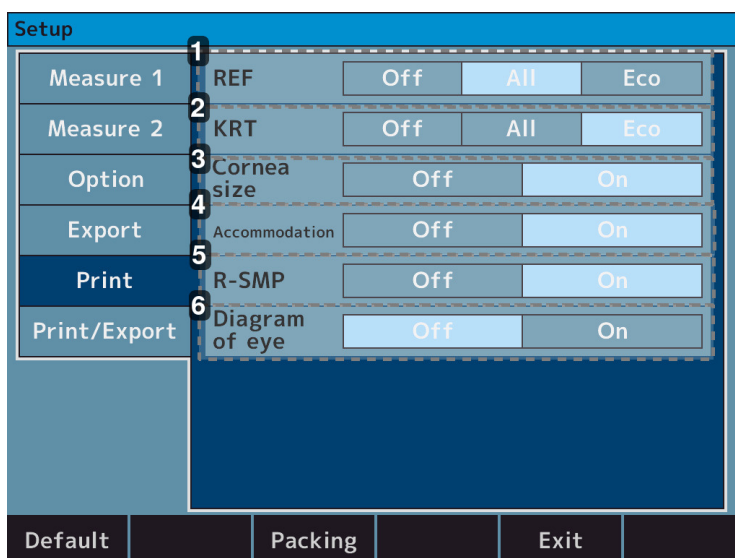 Setup
Measure 1
Measure 2
Option
Export
Print
Print/Export
1
REF Off All Eco
2
KRT Off All Eco
3
Cornea
size
Off On
4
Accommodation Off On
5
R-SMP Off On
6
Diagram
of eye
Off On
Default Packing Exit